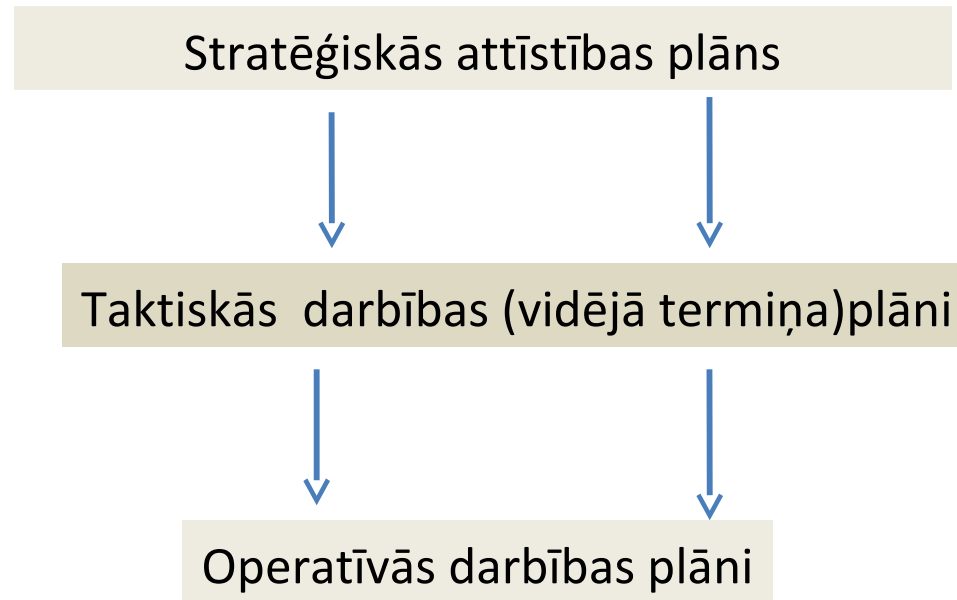 Stratēģiskās attīstības plāns
Taktiskās  darbības (vidējā termiņa)plāni
Operatīvās darbības plāni